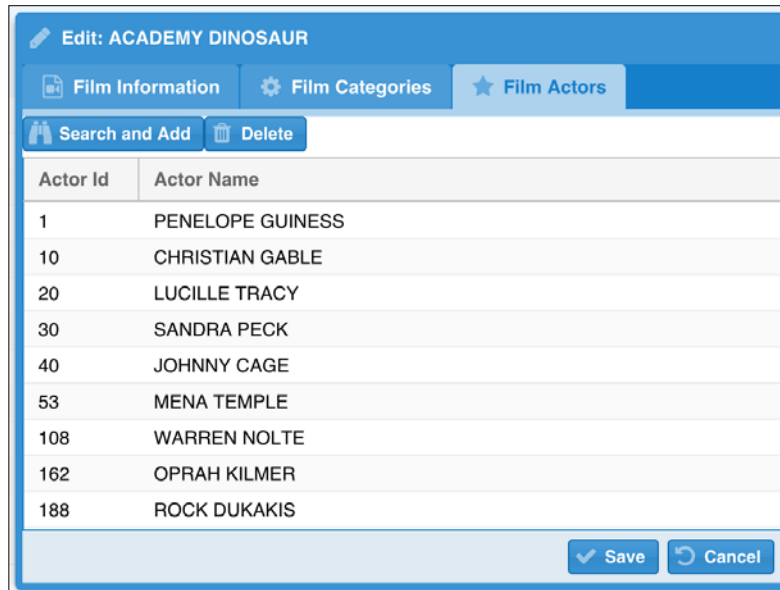 Edit: ACADEMY DINOSAUR
Film Information Film Categories Film Actors
Search and Add Delete
Actor Id Actor Name
1 PENELOPE GUINESS
10 CHRISTIAN GABLE
20 LUCILLE TRACY
30 SANDRA PECK
40 JOHNNY CAGE
53 MENA TEMPLE
108 WARREN NOLTE
162 OPRAH KILMER
188 ROCK DUKAKIS
Save Cancel